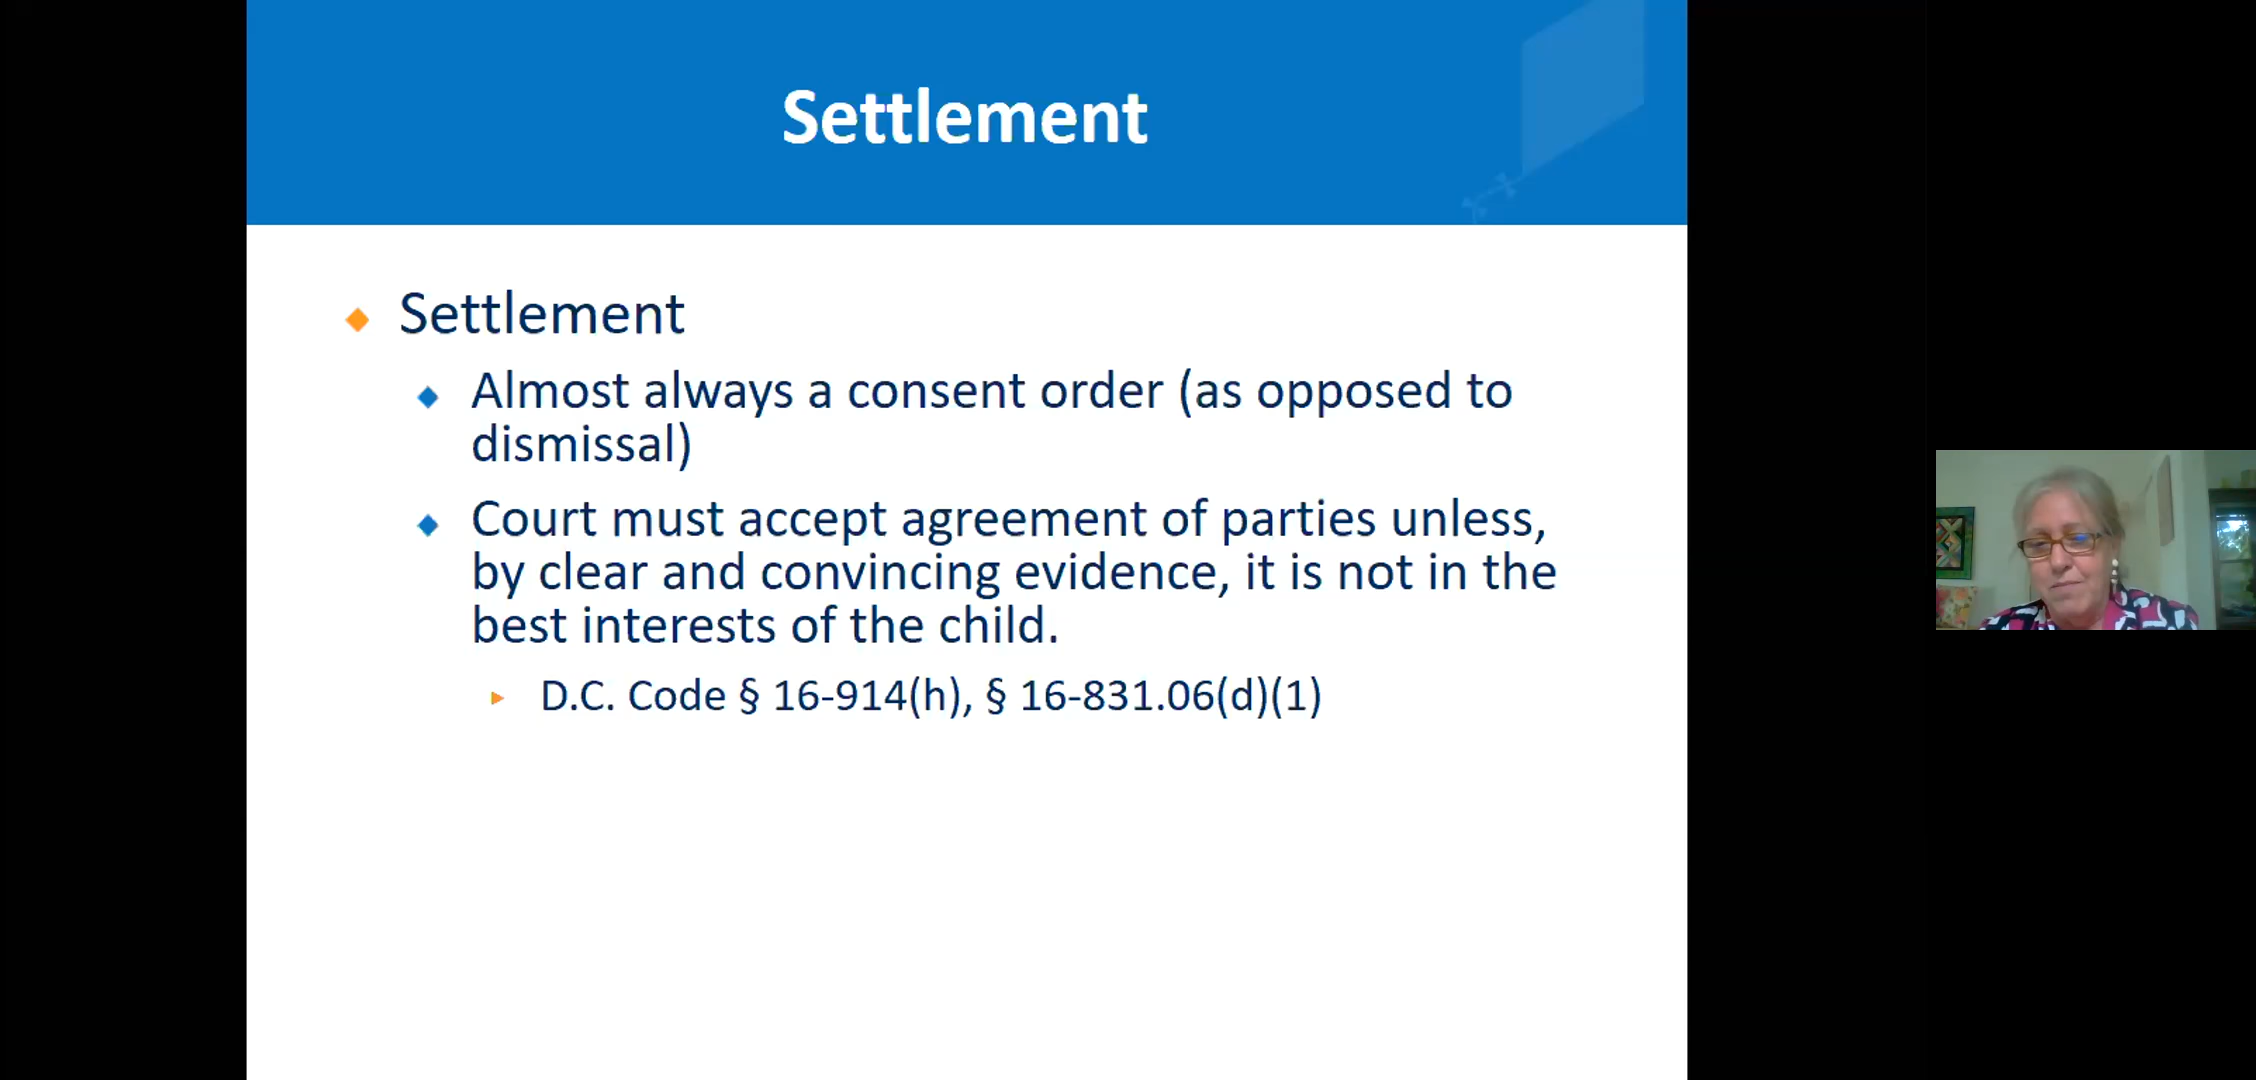 Settlement
Settlement
Almost always a consent order (as opposed to
dismissal)
Court must accept agreement of parties unless,
by clear and convincing evidence, it is not in the
best interests of the child.
D.C. Code § 16-914(h), § 16-831.06(d)(1)